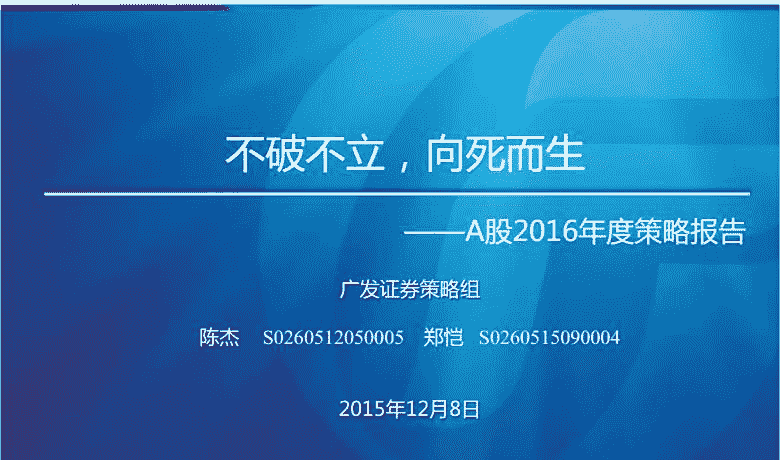 不破不立，向死而生
——A股2016年度策略报告
广发证券策略组
陈杰 S0260512050005 郑恺 S0260515090004
2015年12月8日